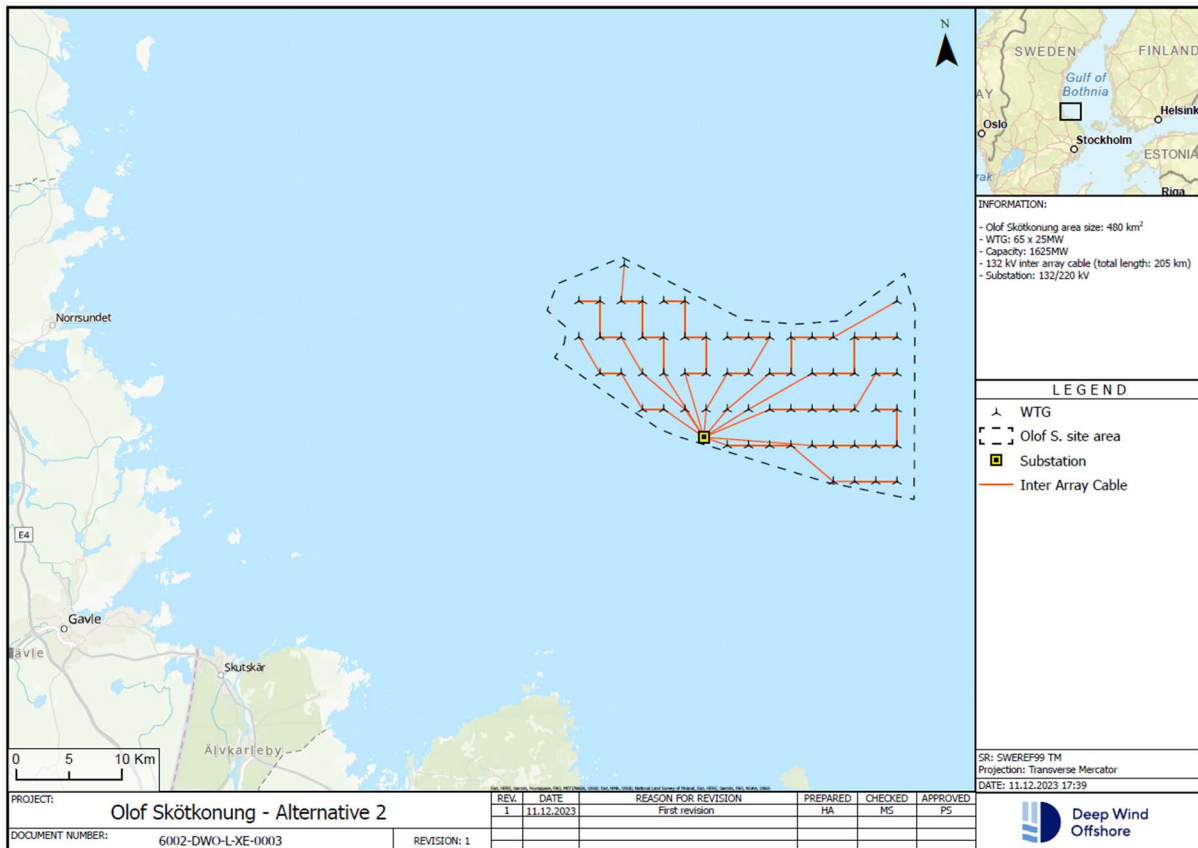 N
SWEDEN
FINLAND
Gulf of
Bothnia
AY
Oslo
Helsink
Stockholm
ESTONIA
rak
Riga
INFORMATION:
- Olof Skötkonung area size: 480 km²
- WTG: 65 x 25MW
- Capacity: 1625MW
- 132 kV inter array cable (total length: 205 km)
- Substation: 132/220 kV
LEGEND
WTG
Olof S. site area
Substation
Inter Array Cable
Norrsundet
E4
Gavle
ävle
Skutskär
Älvkarleby
0 5 10 Km
SR: SWEREF99 TM
Projection: Transverse Mercator
DATE: 11.12.2023 17:39
PROJECT:
Olof Skötkonung - Alternative 2
DOCUMENT NUMBER:
6002-DWO-L-XE-0003
REVISION: 1
REV. DATE REASON FOR REVISION PREPARED CHECKED APPROVED
1 11.12.2023 First revision HA MS PS
Deep Wind
Offshore